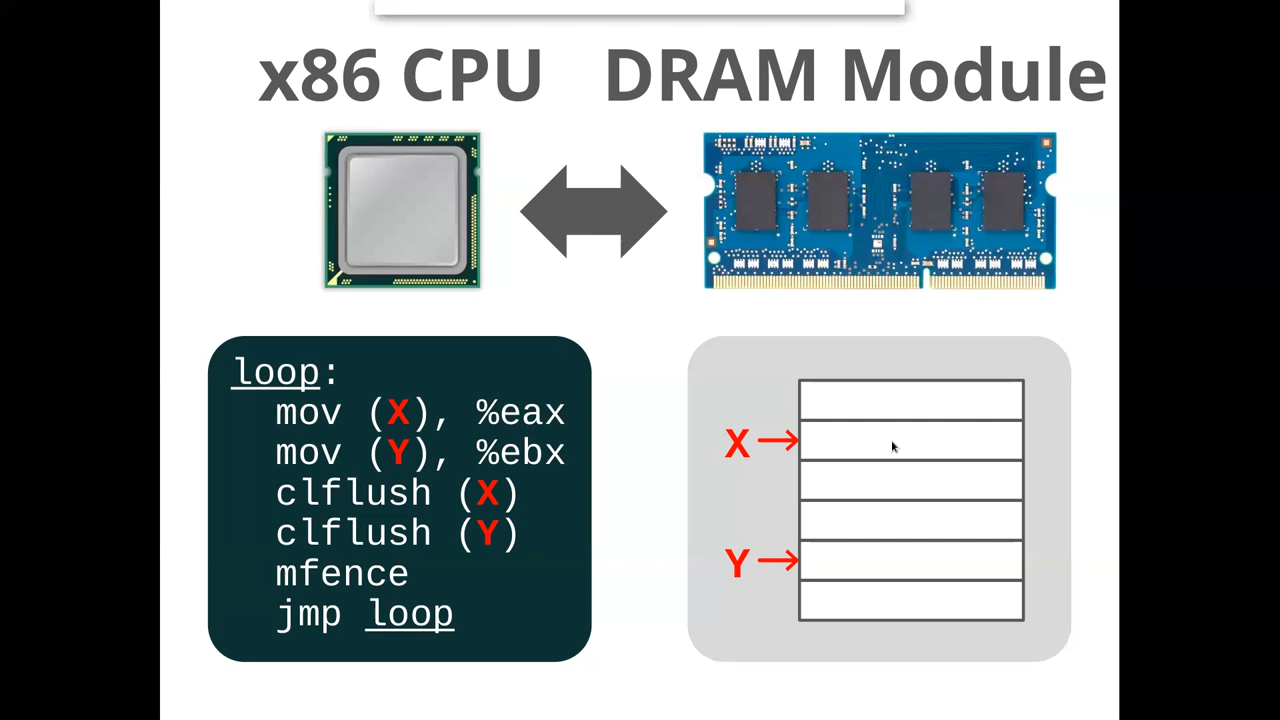 x86 CPU DRAM Module
loop:
mov (X), %eax
mov (Y), %ebx
clflush (X)
clflush (Y)
mfence
jmp loop
X
Y